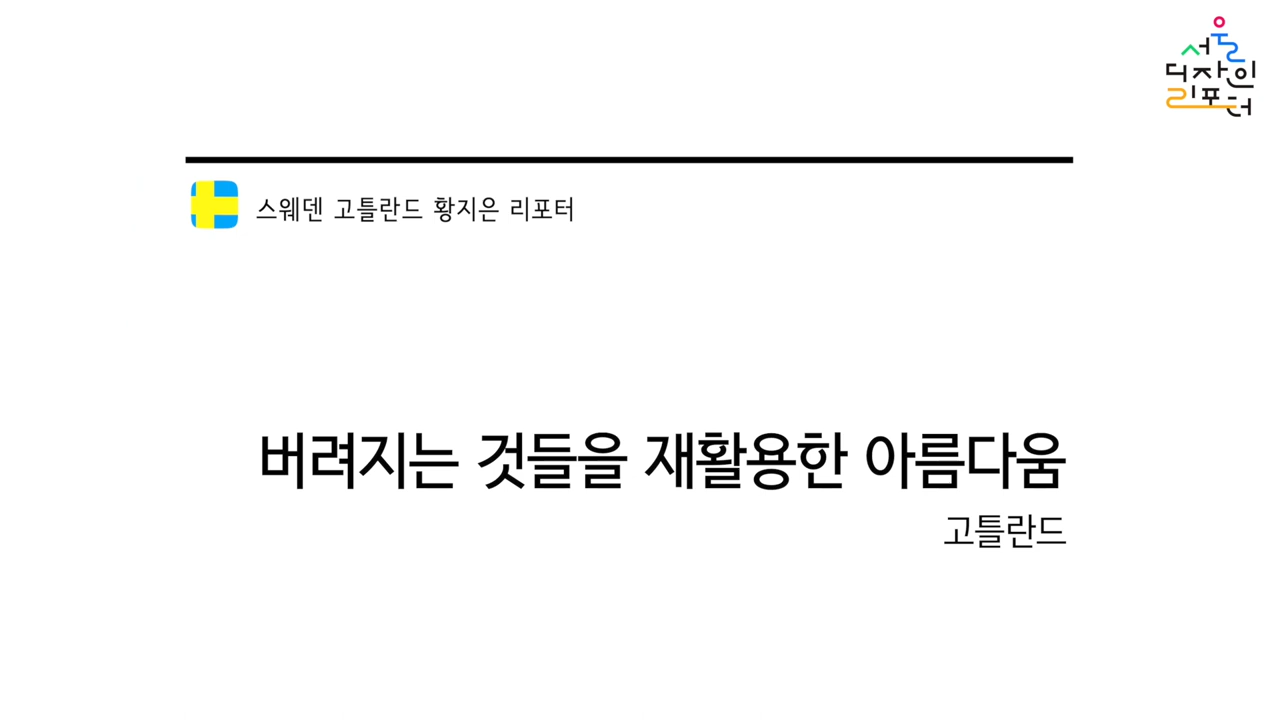 서울
디자인
리포터
스웨덴 고틀란드 황지은 리포터
버려지는 것들을 재활용한 아름다움
고틀란드